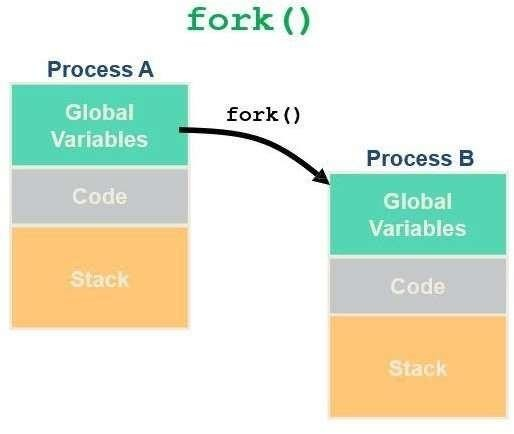 fork()
Process A
Global
Variables
Code
Stack
fork()
Process B
Global
Variables
Code
Stack